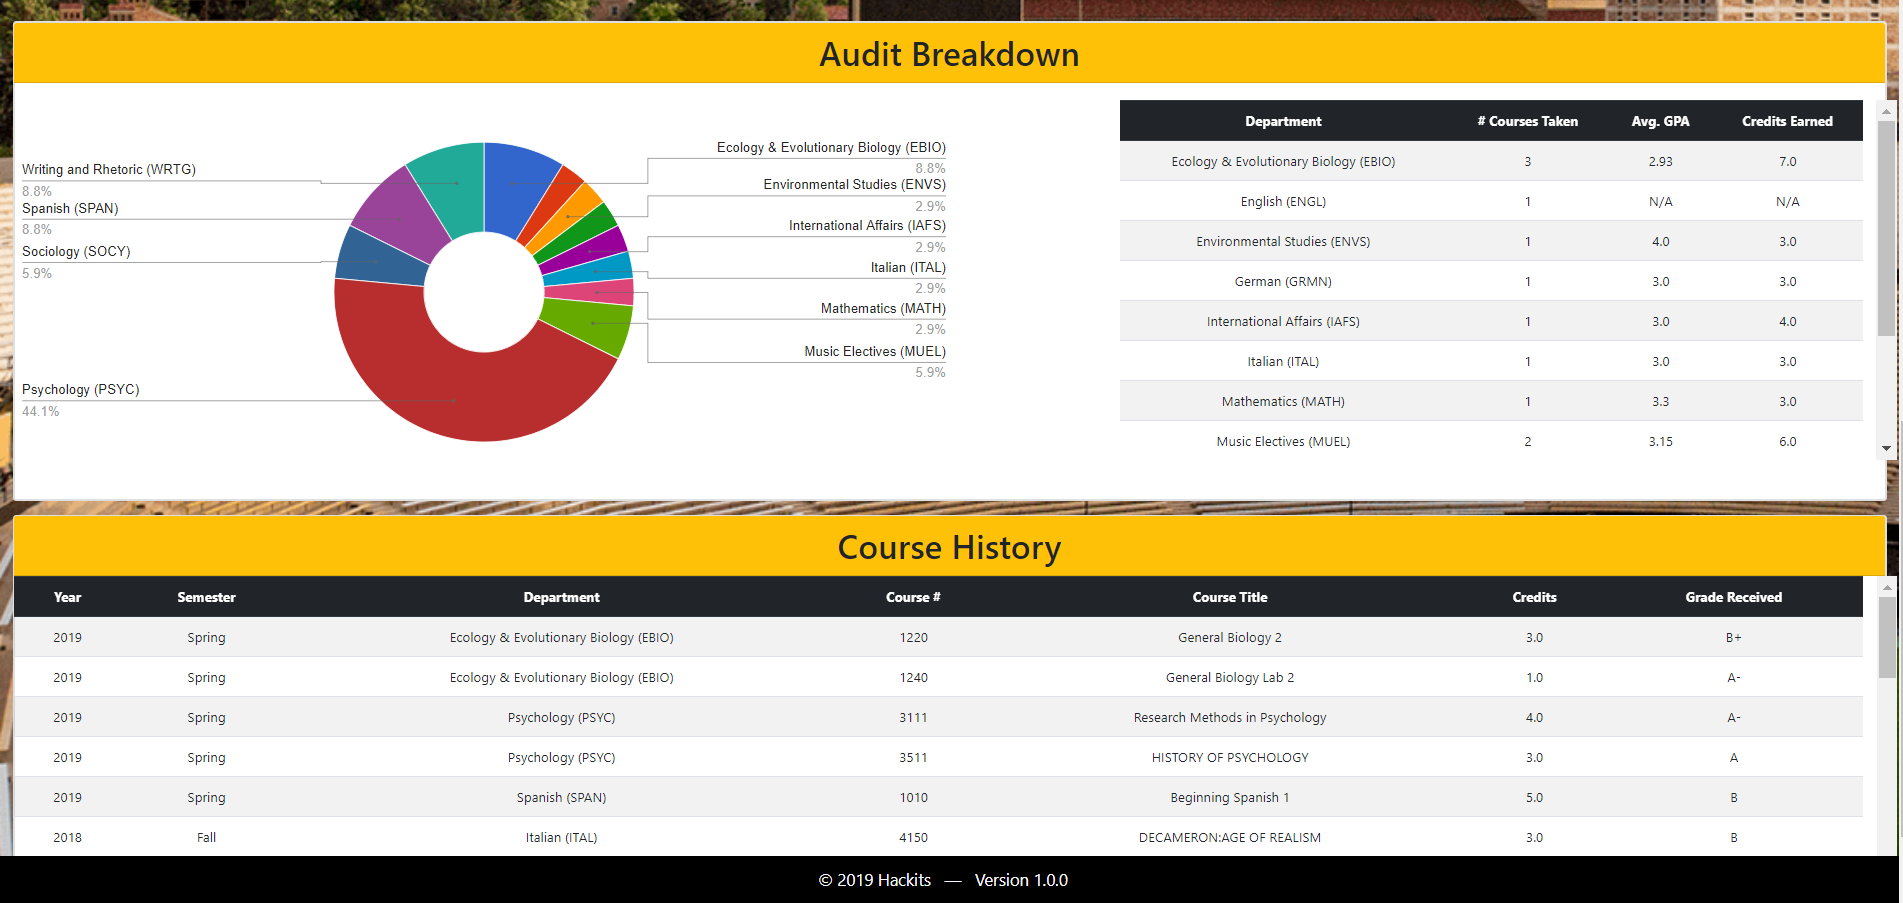 Audit Breakdown
Writing and Rhetoric (WRTG)
8.8%
Spanish (SPAN)
8.8%
Sociology (SOCY)
5.9%
Psychology (PSYC)
44.1%
Ecology & Evolutionary Biology (EBIO)
8.8%
Environmental Studies (ENVS)
2.9%
International Affairs (IAFS)
2.9%
Italian (ITAL)
2.9%
Mathematics (MATH)
2.9%
Music Electives (MUEL)
5.9%
Department # Courses Taken Avg. GPA Credits Earned
Ecology & Evolutionary Biology (EBIO) 3 2.93 7.0
English (ENGL) 1 N/A N/A
Environmental Studies (ENVS) 1 4.0 3.0
German (GRMN) 1 3.0 3.0
International Affairs (IAFS) 1 3.0 4.0
Italian (ITAL) 1 3.0 3.0
Mathematics (MATH) 1 3.3 3.0
Music Electives (MUEL) 2 3.15 6.0
Course History
Year Semester Department Course # Course Title Credits Grade Received
2019 Spring Ecology & Evolutionary Biology (EBIO) 1220 General Biology 2 3.0 B+
2019 Spring Ecology & Evolutionary Biology (EBIO) 1240 General Biology Lab 2 1.0 A-
2019 Spring Psychology (PSYC) 3111 Research Methods in Psychology 4.0 A-
2019 Spring Psychology (PSYC) 3511 HISTORY OF PSYCHOLOGY 3.0 A
2019 Spring Spanish (SPAN) 1010 Beginning Spanish 1 5.0 B
2018 Fall Italian (ITAL) 4150 DECAMERON:AGE OF REALISM 3.0 B
© 2019 Hackits — Version 1.0.0